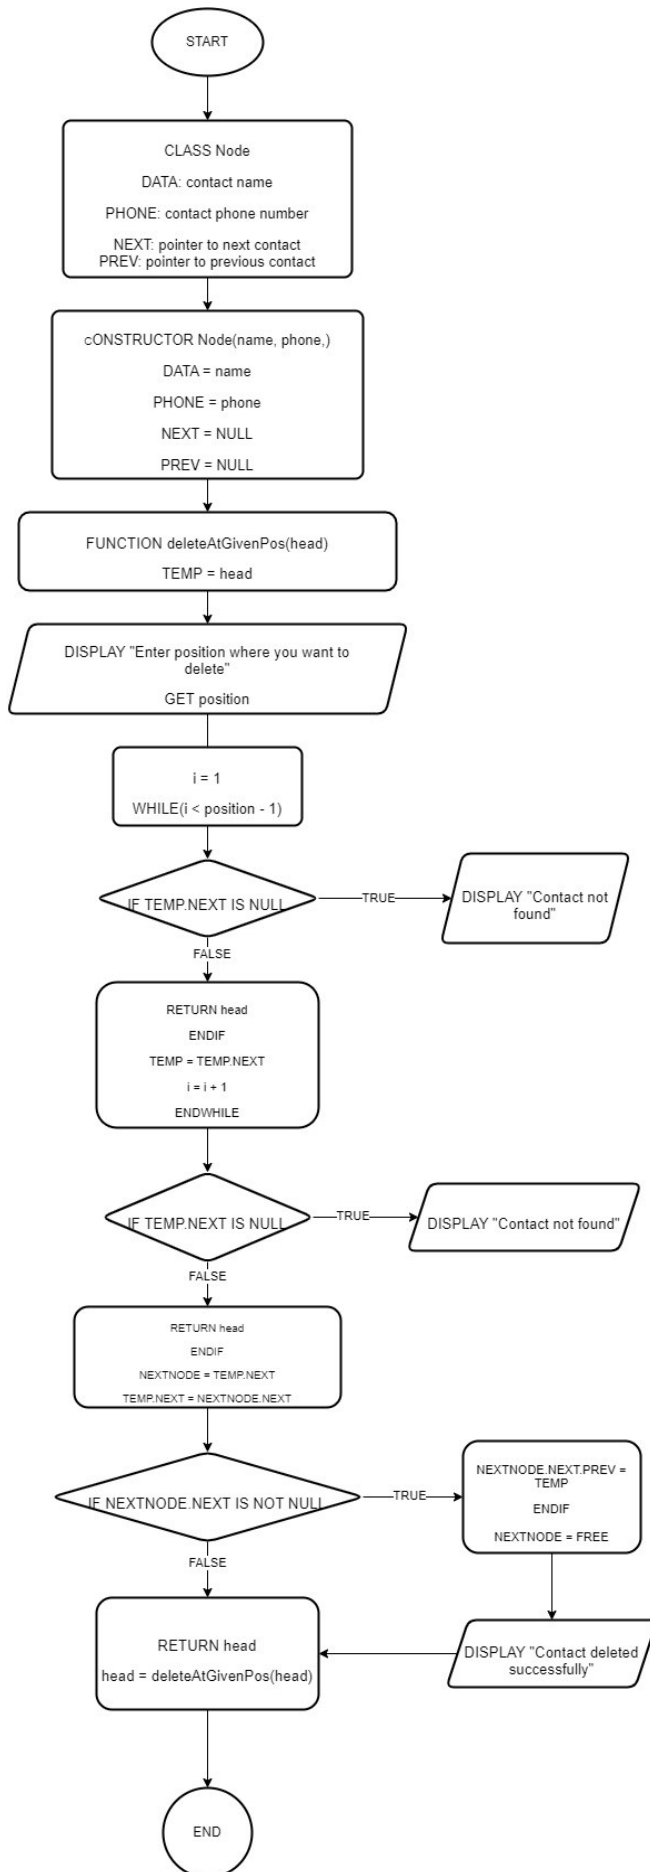 START
CLASS Node
DATA: contact name
PHONE: contact phone number
NEXT: pointer to next contact
PREV: pointer to previous contact
cONSTRUCTOR Node(name, phone,)
DATA = name
PHONE = phone
NEXT = NULL
PREV = NULL
FUNCTION deleteAtGivenPos(head)
TEMP = head
DISPLAY "Enter position where you want to
delete"
GET position
i = 1
WHILE(i < position - 1)
IF TEMP.NEXT IS NULL
TRUE
DISPLAY "Contact not
found"
FALSE
RETURN head
ENDIF
TEMP = TEMP.NEXT
i = i + 1
ENDWHILE
IF TEMP.NEXT IS NULL
TRUE
DISPLAY "Contact not found"
FALSE
RETURN head
ENDIF
NEXTNODE = TEMP.NEXT
TEMP.NEXT = NEXTNODE.NEXT
IF NEXTNODE.NEXT IS NOT NULL
TRUE
NEXTNODE.NEXT.PREV =
TEMP
ENDIF
NEXTNODE = FREE
FALSE
RETURN head
head = deleteAtGivenPos(head)
DISPLAY "Contact deleted
successfully"
END